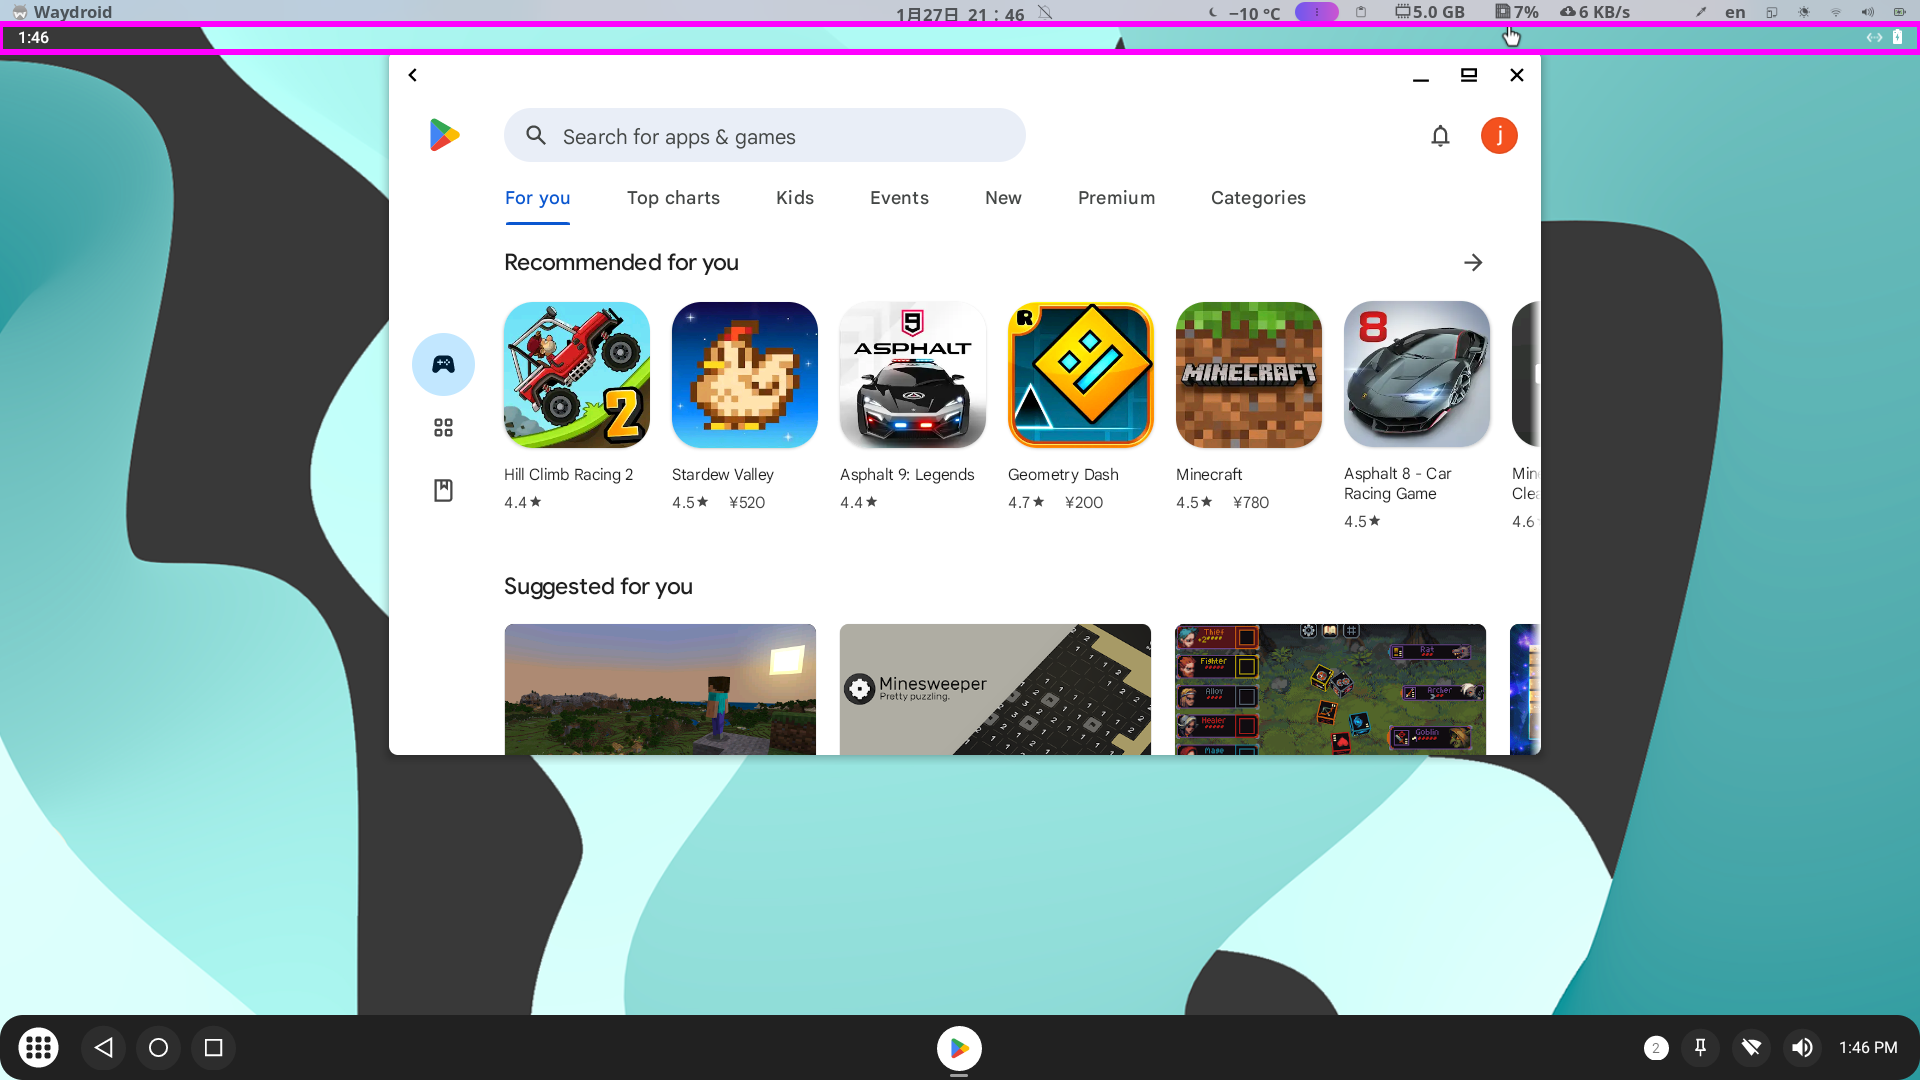 Waydroid
1月27日 21：46
−10 °C
5.0 GB
7%
6 KB/s
en
1:46
Search for apps & games
j
For you
Top charts
Kids
Events
New
Premium
Categories
Recommended for you
2
9
ASPHALT
R
MINECRAFT
8
Hill Climb Racing 2
4.4★
Stardew Valley
4.5★ ¥520
Asphalt 9: Legends
4.4★
Geometry Dash
4.7★ ¥200
Minecraft
4.5★ ¥780
Asphalt 8 - Car
Racing Game
4.5★
Min
Clea
4.6
Suggested for you
Minesweeper
Pretty puzzling.
Thief
Fighter
Alloy
Healer
Mage
Rat
Archer
Goblin
2
1:46 PM